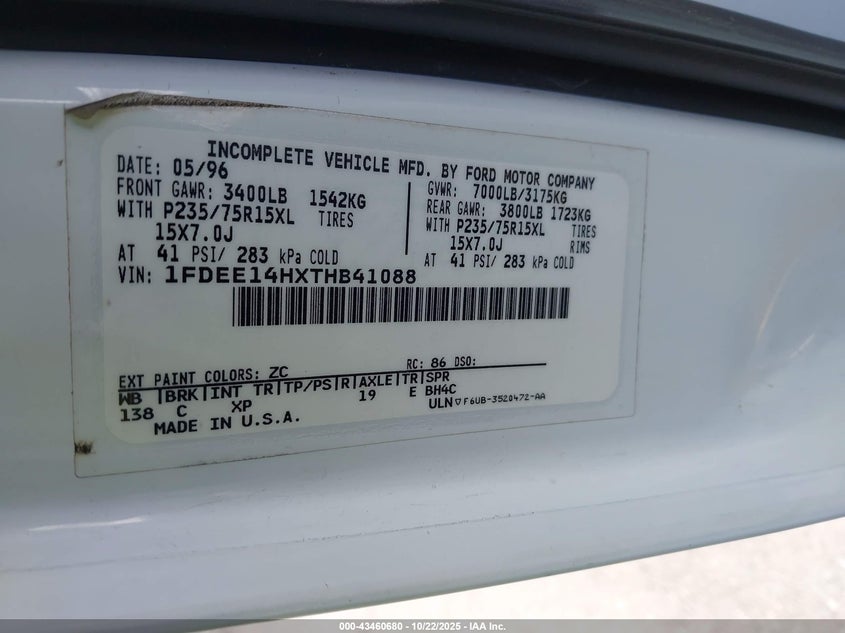 INCOMPLETE VEHICLE MFD. BY FORD MOTOR COMPANY
DATE: 05/96
FRONT GAWR: 3400LB 1542KG
WITH P235/75R15XL TIRES
15X7.0J
AT 41 PSI/ 283 kPa COLD
GVWR: 7000LB/3175KG
REAR GAWR: 3800LB 1723KG
WITH P235/75R15XL TIRES
15X7.0J RIMS
AT 41 PSI/ 283 kPa COLD
VIN: 1FDEE14HXTHB41088
RC: 86 DSO:
EXT PAINT COLORS: ZC
WB |BRK|INT TR|TP/PS|R|AXLE|TR|SPR
138 C XP 19 E BH4C
MADE IN U.S.A.
ULN ▽ F6UB-3520472-AA
000-43460680 - 10/22/2025 - IAA Inc.